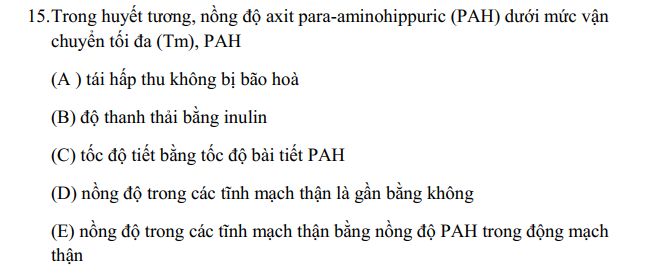 15.Trong huyết tương, nồng độ axit para-aminohippuric (PAH) dưới mức vận
chuyển tối đa (Tm), PAH
(A ) tái hấp thu không bị bão hoà
(B) độ thanh thải bằng inulin
(C) tốc độ tiết bằng tốc độ bài tiết PAH
(D) nồng độ trong các tĩnh mạch thận là gần bằng không
(E) nồng độ trong các tĩnh mạch thận bằng nồng độ PAH trong động mạch
thận